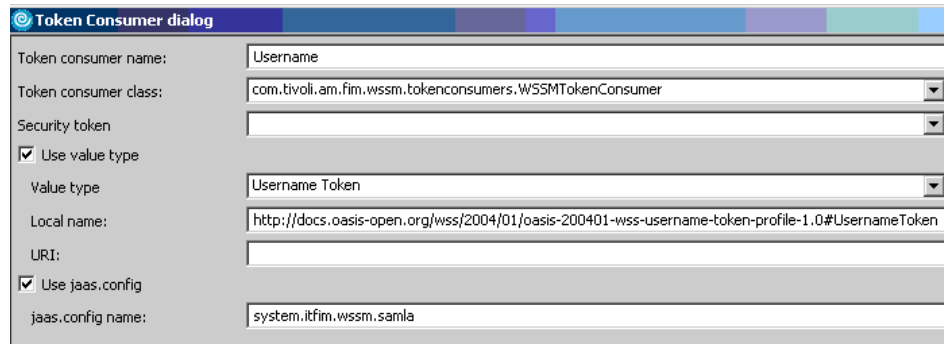 Token Consumer dialog
Token consumer name: Username
Token consumer class: com.tivoli.am.fim.wssm.tokenconsumers.WSSMTokenConsumer
Security token
Use value type
Value type Username Token
Local name: http://docs.oasis-open.org/wss/2004/01/oasis-200401-wss-username-token-profile-1.0#UsernameToken
URI:
Use jaas.config
jaas.config name: system.itfim.wssm.samla